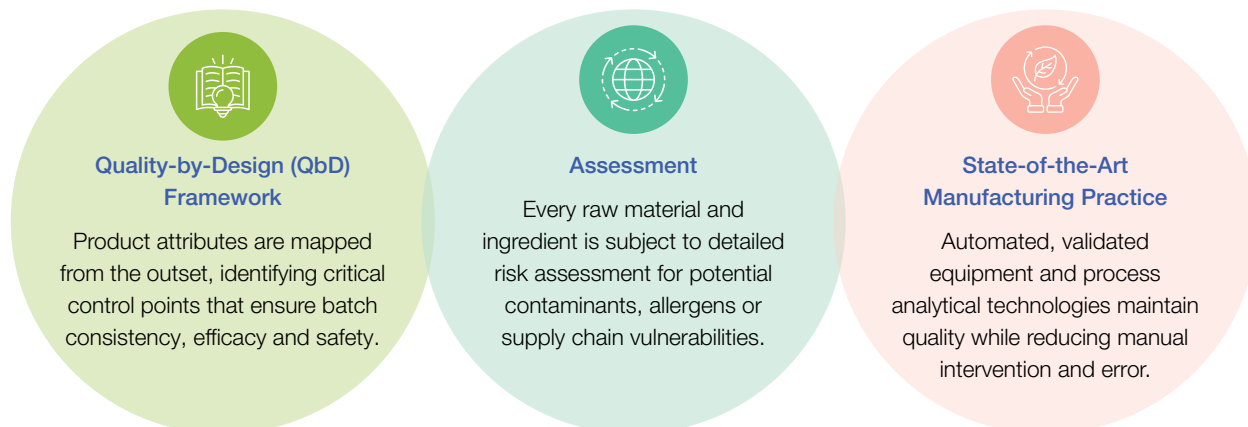 Quality-by-Design (QbD)
Framework
Product attributes are mapped
from the outset, identifying critical
control points that ensure batch
consistency, efficacy and safety.
Assessment
Every raw material and
ingredient is subject to detailed
risk assessment for potential
contaminants, allergens or
supply chain vulnerabilities.
State-of-the-Art
Manufacturing Practice
Automated, validated
equipment and process
analytical technologies maintain
quality while reducing manual
intervention and error.